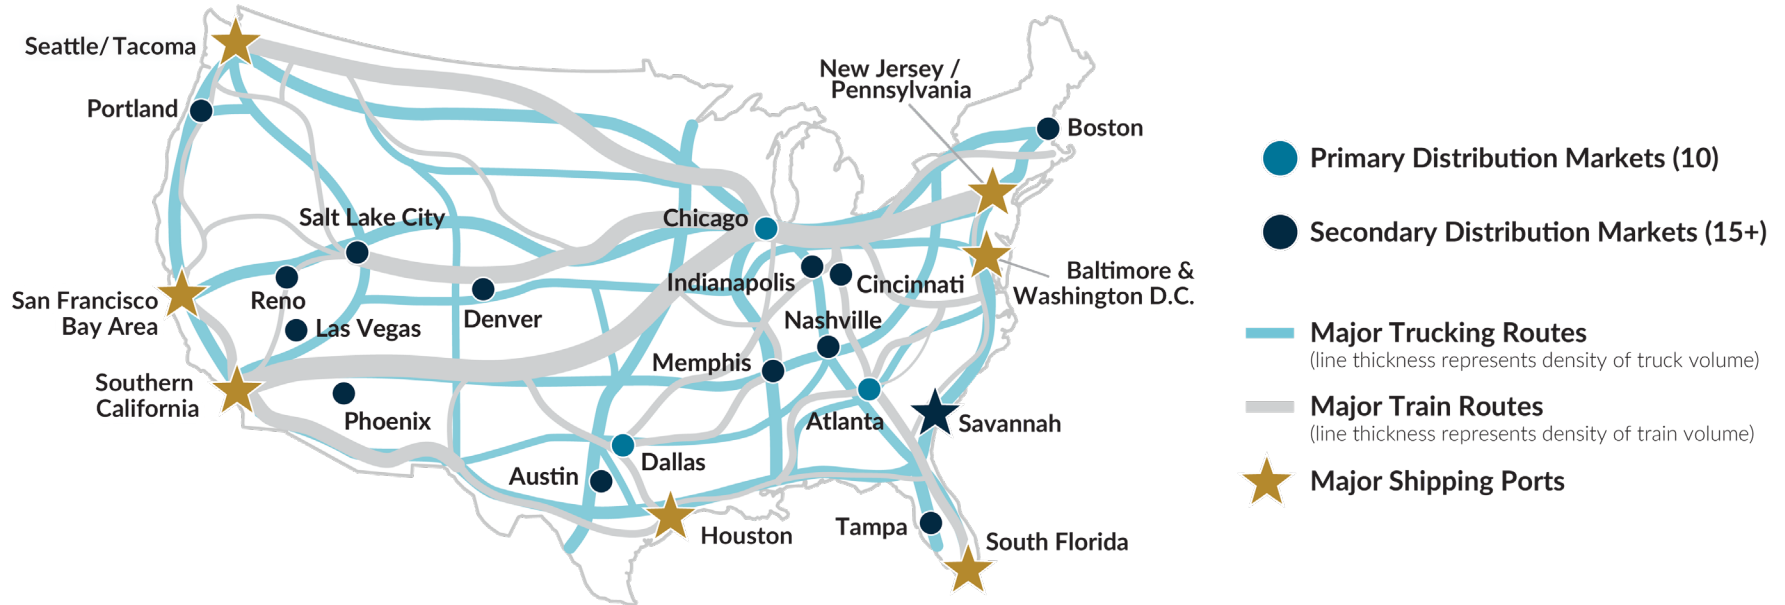 Seattle/ Tacoma
Portland
Salt Lake City
San Francisco
Bay Area
Reno
Las Vegas
Southern
California
Phoenix
Denver
Chicago
New Jersey /
Pennsylvania
Boston
Indianapolis
Cincinnati
Baltimore &
Washington D.C.
Nashville
Memphis
Atlanta
Savannah
Dallas
Austin
Houston
Tampa
South Florida
Primary Distribution Markets (10)
Secondary Distribution Markets (15+)
Major Trucking Routes
(line thickness represents density of truck volume)
Major Train Routes
(line thickness represents density of train volume)
Major Shipping Ports